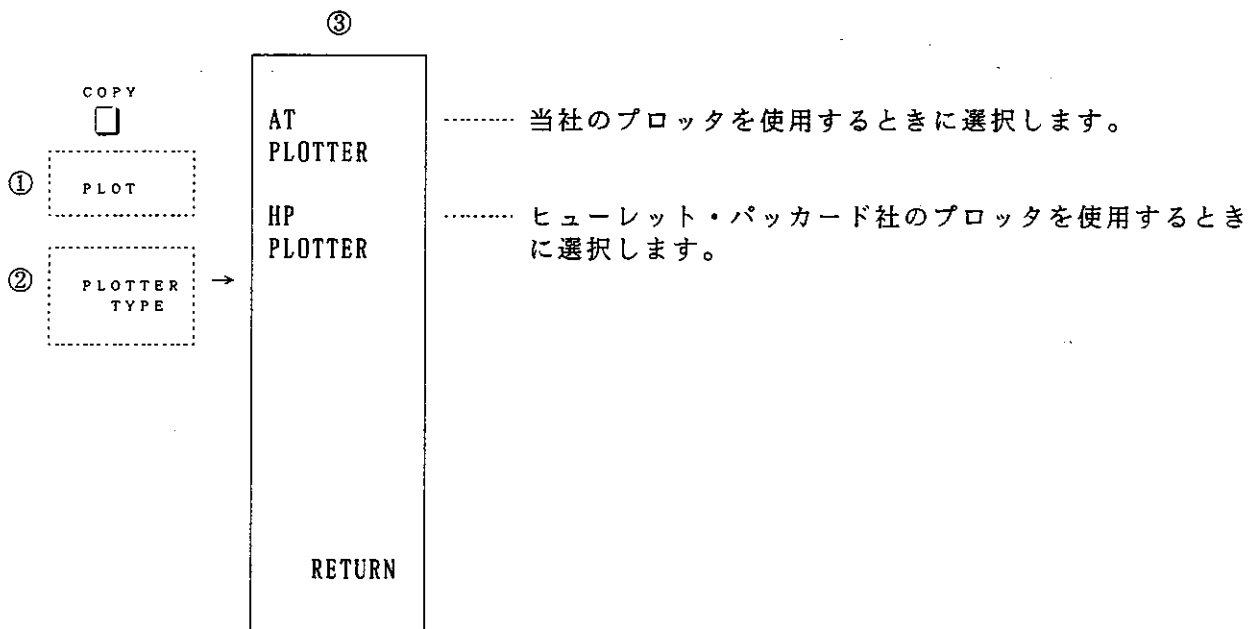 ③
COPY
① PLOT
② PLOTTER
TYPE
→
AT
PLOTTER
……… 当社のプロッタを使用するときに選択します。
HP
PLOTTER
……… ヒューレット・パッカード社のプロッタを使用するとき
に選択します。
RETURN